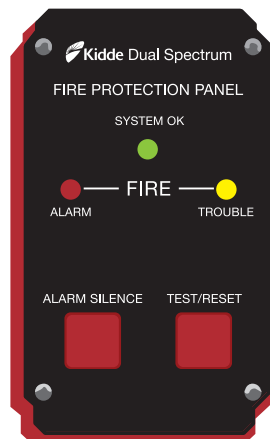 Kidde Dual Spectrum
FIRE PROTECTION PANEL
SYSTEM OK
FIRE
ALARM
TROUBLE
ALARM SILENCE
TEST/RESET